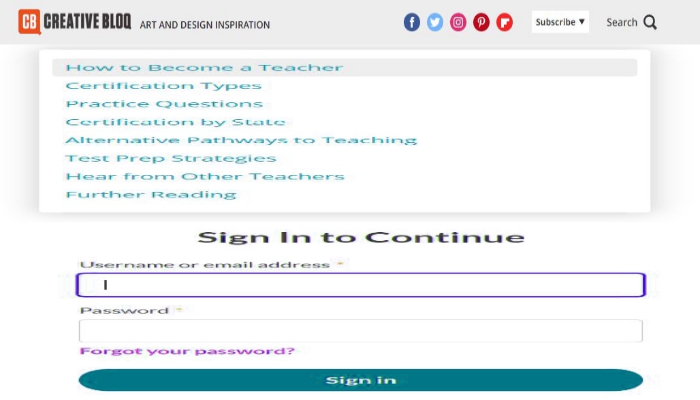 CB CREATIVE BLOQ ART AND DESIGN INSPIRATION Subscribe ▼ Search
How to Become a Teacher
Certification Types
Practice Questions
Certification by State
Alternative Pathways to Teaching
Test Prep Strategies
Hear from Other Teachers
Further Reading
Sign In to Continue
Username or email address *
Password *
Forgot your password?
Sign in